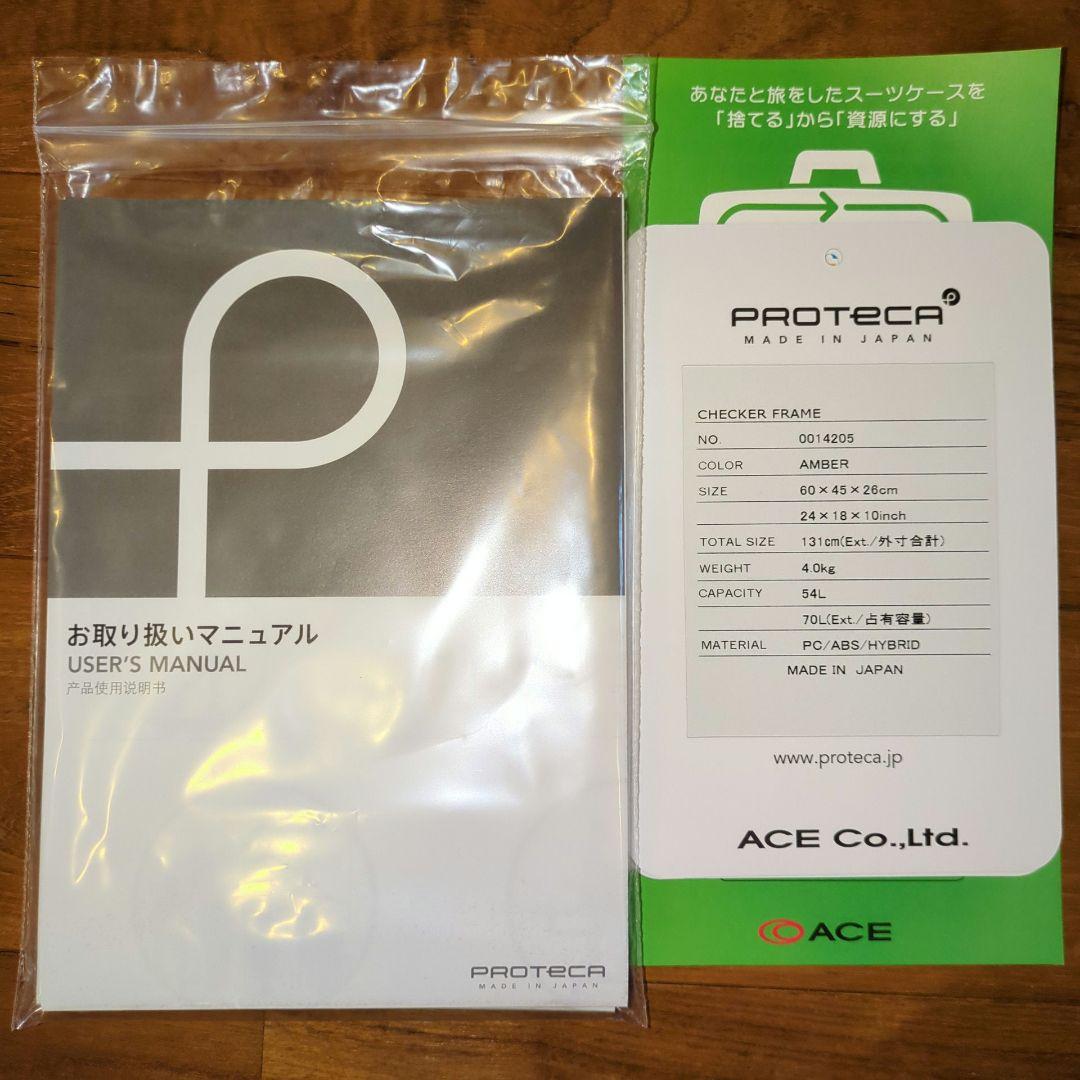 お取り扱いマニュアル
USER'S MANUAL
产品使用说明书
PROTeCA
MADE IN JAPAN
あなたと旅をしたスーツケースを
「捨てる」から「資源にする」
PROTeCA
MADE IN JAPAN
CHECKER FRAME
NO. 0014205
COLOR AMBER
SIZE 60×45×26cm
24×18×10inch
TOTAL SIZE 131cm(Ext./外寸合計)
WEIGHT 4.0kg
CAPACITY 54L
70L(Ext./占有容量)
MATERIAL PC/ABS/HYBRID
MADE IN JAPAN
www.proteca.jp
ACE Co.,Ltd.
ACE